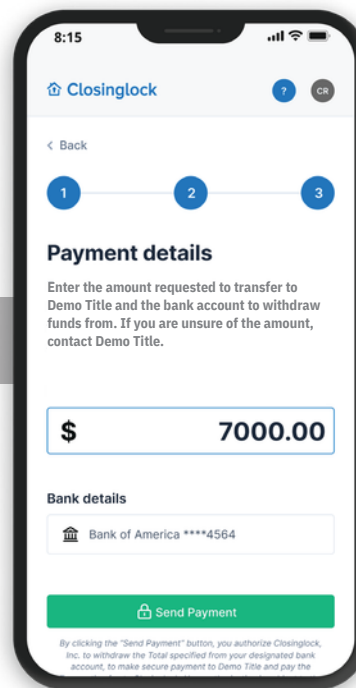 8:15
Closinglock
?
CR
< Back
1 2 3
Payment details
Enter the amount requested to transfer to
Demo Title and the bank account to withdraw
funds from. If you are unsure of the amount,
contact Demo Title.
$ 7000.00
Bank details
Bank of America ****4564
Send Payment
By clicking the "Send Payment" button, you authorize Closinglock,
Inc. to withdraw the Total specified from your designated bank
account, to make secure payment to Demo Title and pay the